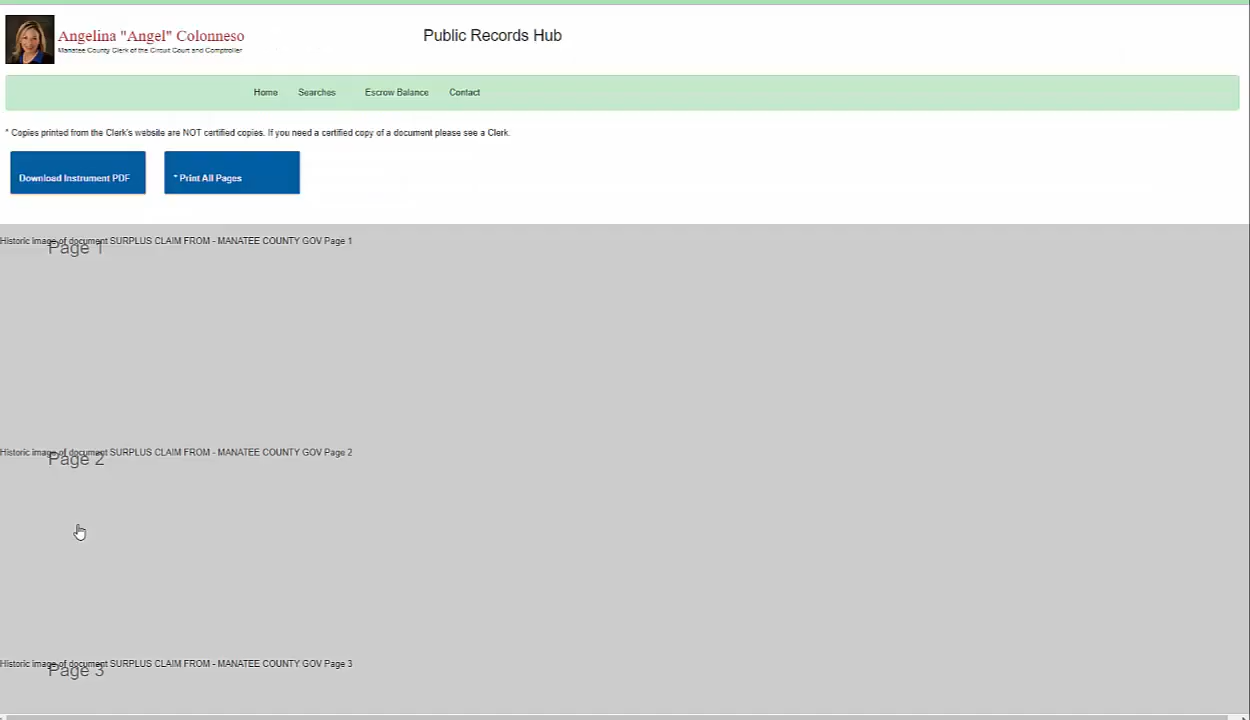 Angelina "Angel" Colonneso
Manatee County Clerk of the Circuit Court and Comptroller
Public Records Hub
Home Searches Escrow Balance Contact
* Copies printed from the Clerk's website are NOT certified copies. If you need a certified copy of a document please see a Clerk.
Download Instrument PDF
* Print All Pages
Historic image of document SURPLUS CLAIM FROM - MANATEE COUNTY GOV Page 1
Page 1
Historic image of document SURPLUS CLAIM FROM - MANATEE COUNTY GOV Page 2
Page 2
Historic image of document SURPLUS CLAIM FROM - MANATEE COUNTY GOV Page 3
Page 3